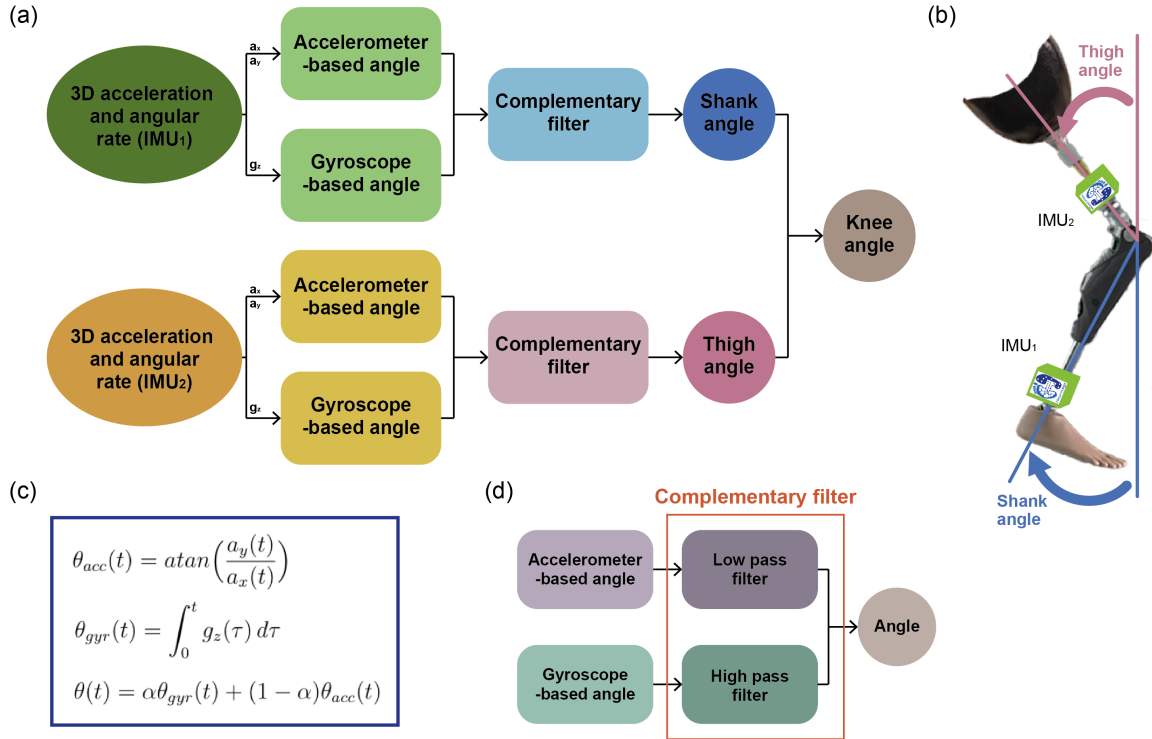 (a)
3D acceleration
and angular
rate (IMU₁)
aₓ
aᵧ
g_z
Accelerometer
-based angle
Gyroscope
-based angle
Complementary
filter
Shank
angle
3D acceleration
and angular
rate (IMU₂)
aₓ
aᵧ
g_z
Accelerometer
-based angle
Gyroscope
-based angle
Complementary
filter
Thigh
angle
Knee
angle
(b)
Thigh
angle
IMU₂
IMU₁
Shank
angle
(c)
θ_acc(t) = atan(a_y(t)/a_x(t))
θ_gyr(t) = ∫₀ᵗ g_z(τ) dτ
θ(t) = αθ_gyr(t) + (1 − α)θ_acc(t)
(d)
Complementary filter
Accelerometer
-based angle
Low pass
filter
Gyroscope
-based angle
High pass
filter
Angle